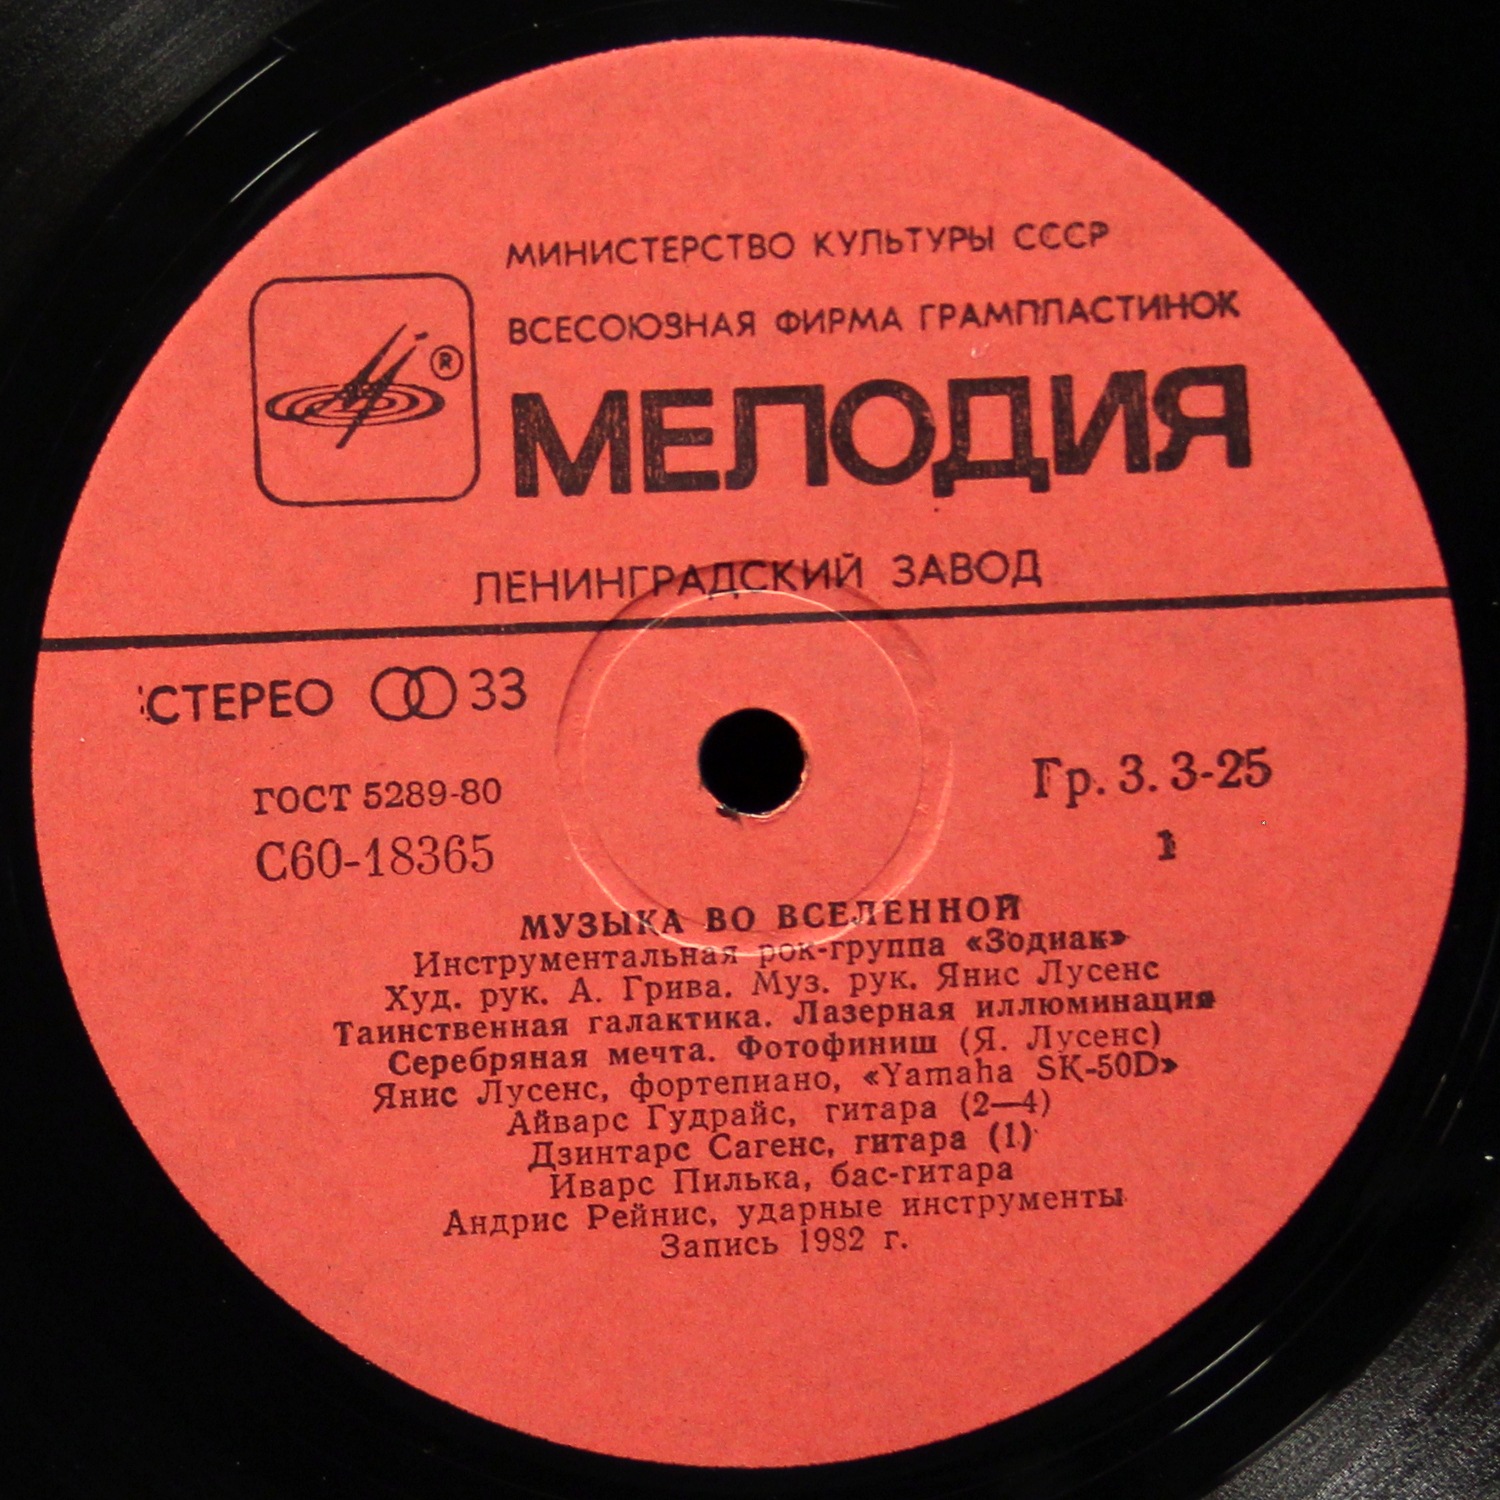 МИНИСТЕРСТВО КУЛЬТУРЫ СССР
ВСЕСОЮЗНАЯ ФИРМА ГРАМПЛАСТИНОК
®
МЕЛОДИЯ
ЛЕНИНГРАДСКИЙ ЗАВОД
СТЕРЕО 33
ГОСТ 5289-80
Гр. 3. 3-25
С60-18365
1
МУЗЫКА ВО ВСЕЛЕННОЙ
Инструментальная рок-группа «Зодиак»
Худ. рук. А. Грива. Муз. рук. Янис Лусенс
Таинственная галактика. Лазерная иллюминация
Серебряная мечта. Фотофиниш (Я. Лусенс)
Янис Лусенс, фортепиано, «Yamaha SK-50D»
Айварс Гудрайс, гитара (2—4)
Дзинтарс Сагенс, гитара (1)
Иварс Пилька, бас-гитара
Андрис Рейнис, ударные инструменты
Запись 1982 г.